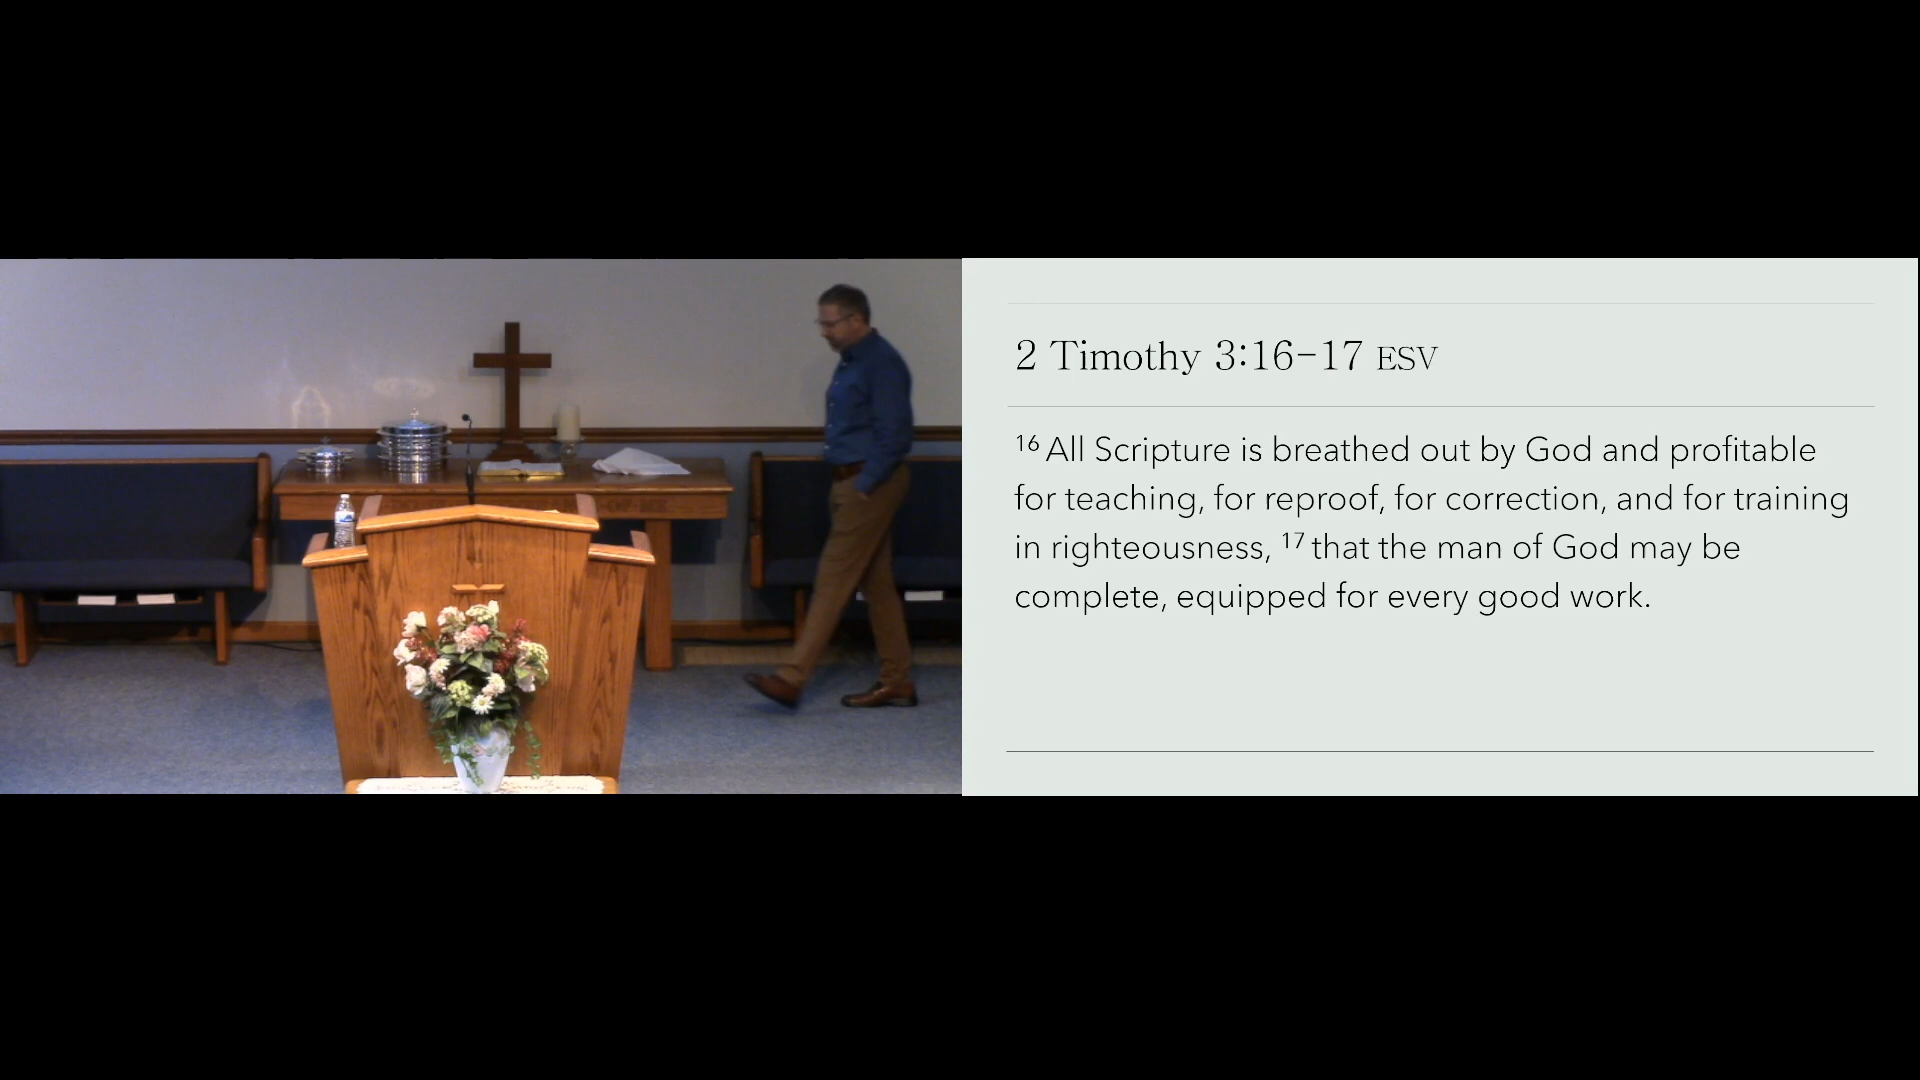 2 Timothy 3:16-17 ESV
16 All Scripture is breathed out by God and profitable
for teaching, for reproof, for correction, and for training
in righteousness, 17 that the man of God may be
complete, equipped for every good work.